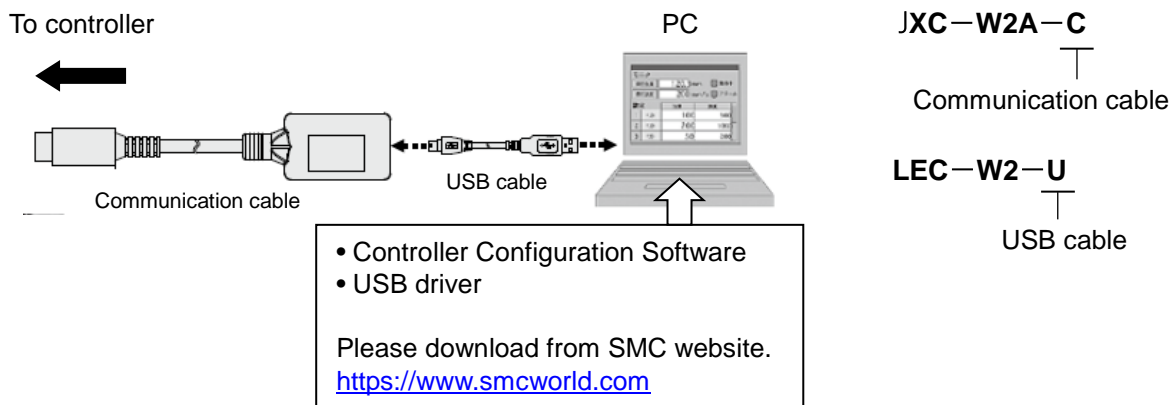 To controller
PC
Communication cable
USB cable
• Controller Configuration Software
• USB driver
Please download from SMC website.
https://www.smcworld.com
JXC－W2A－C
Communication cable
LEC－W2－U
USB cable